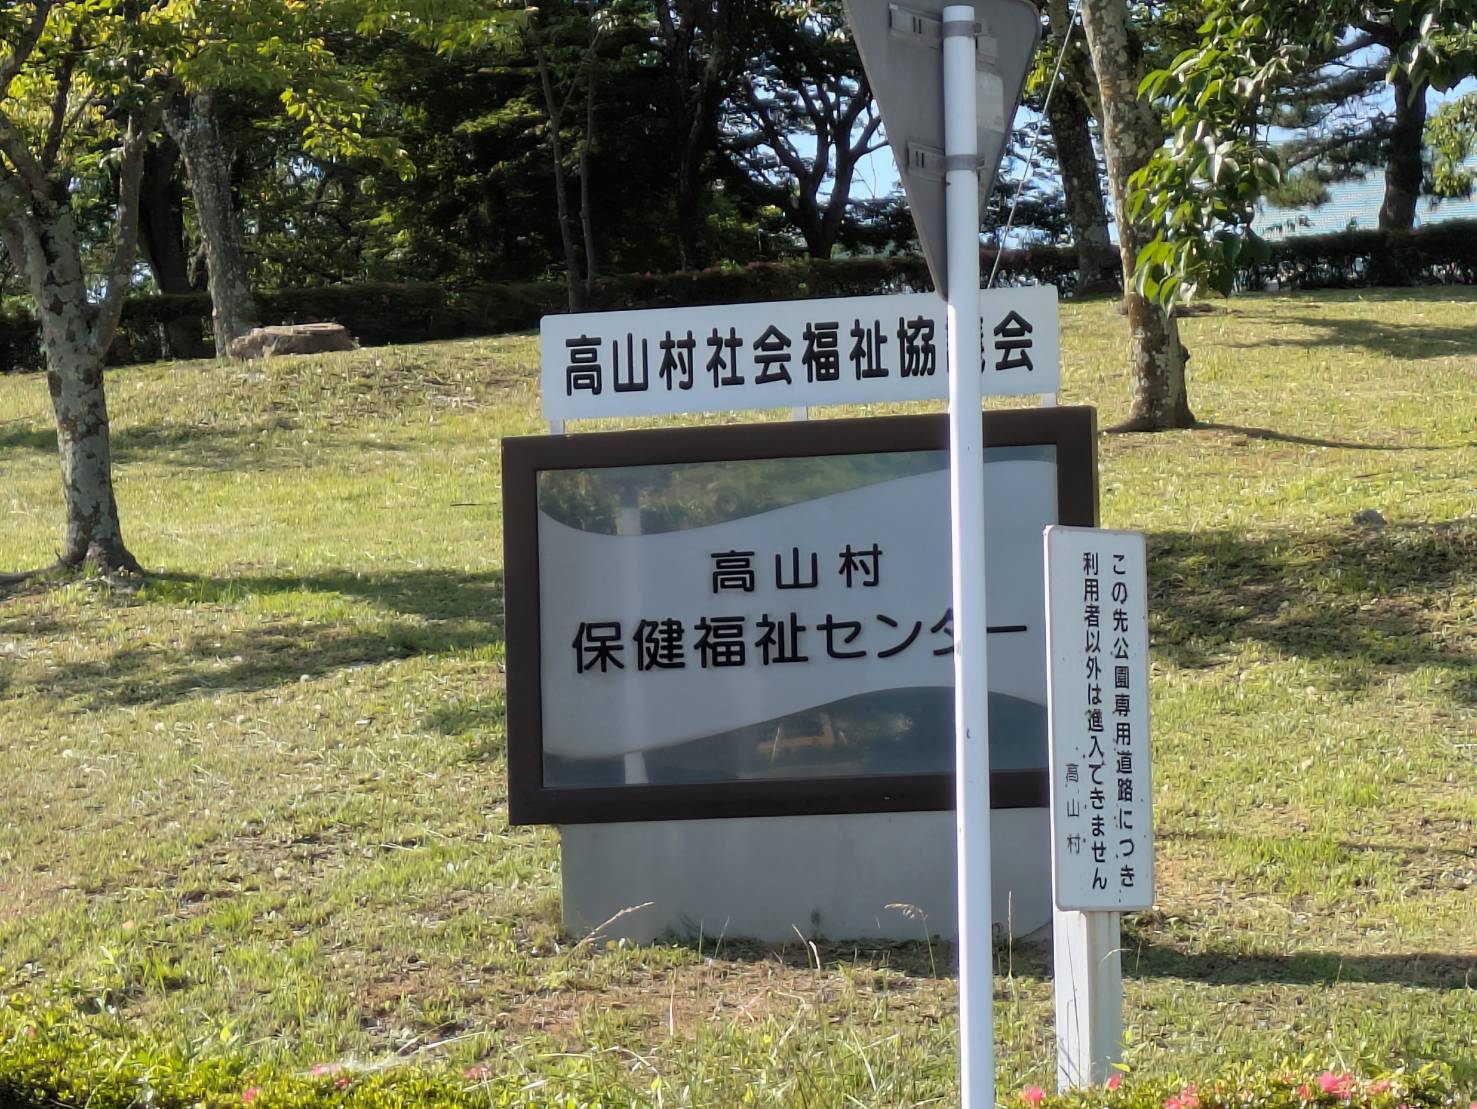 高山村社会福祉協議会
高山村
保健福祉センター
この先公園専用道路につき
利用者以外は進入できません
高山村